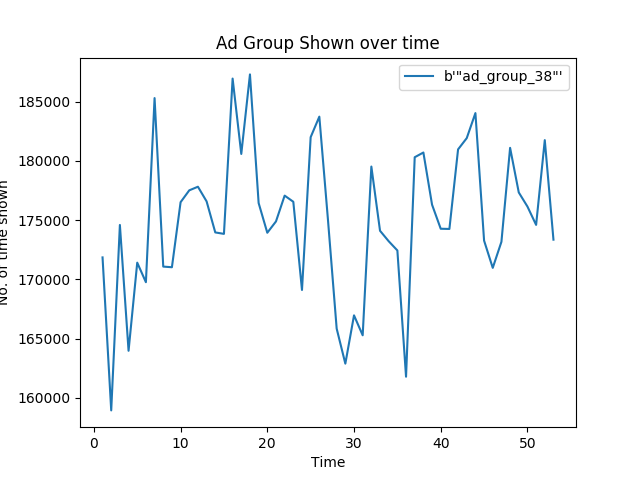 Ad Group Shown over time
b'"ad_group_38"'
185000
180000
175000
170000
165000
160000
No. of time shown
0 10 20 30 40 50
Time